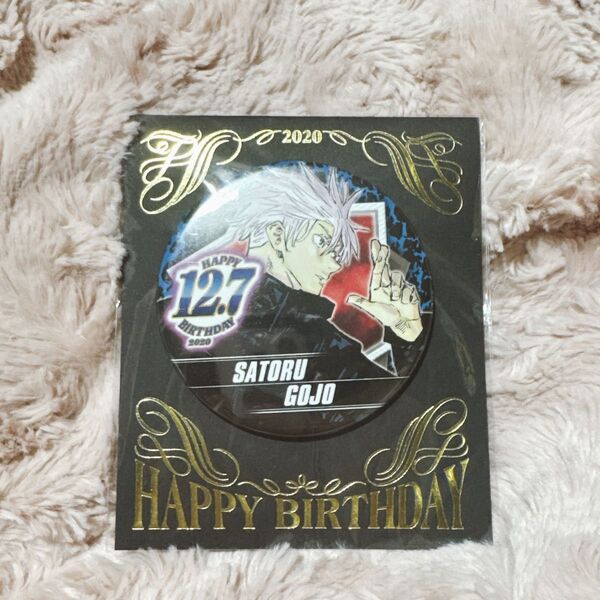 2020
HAPPY
12.7
BIRTHDAY
2020
SATORU
GOJO
HAPPY BIRTHDAY